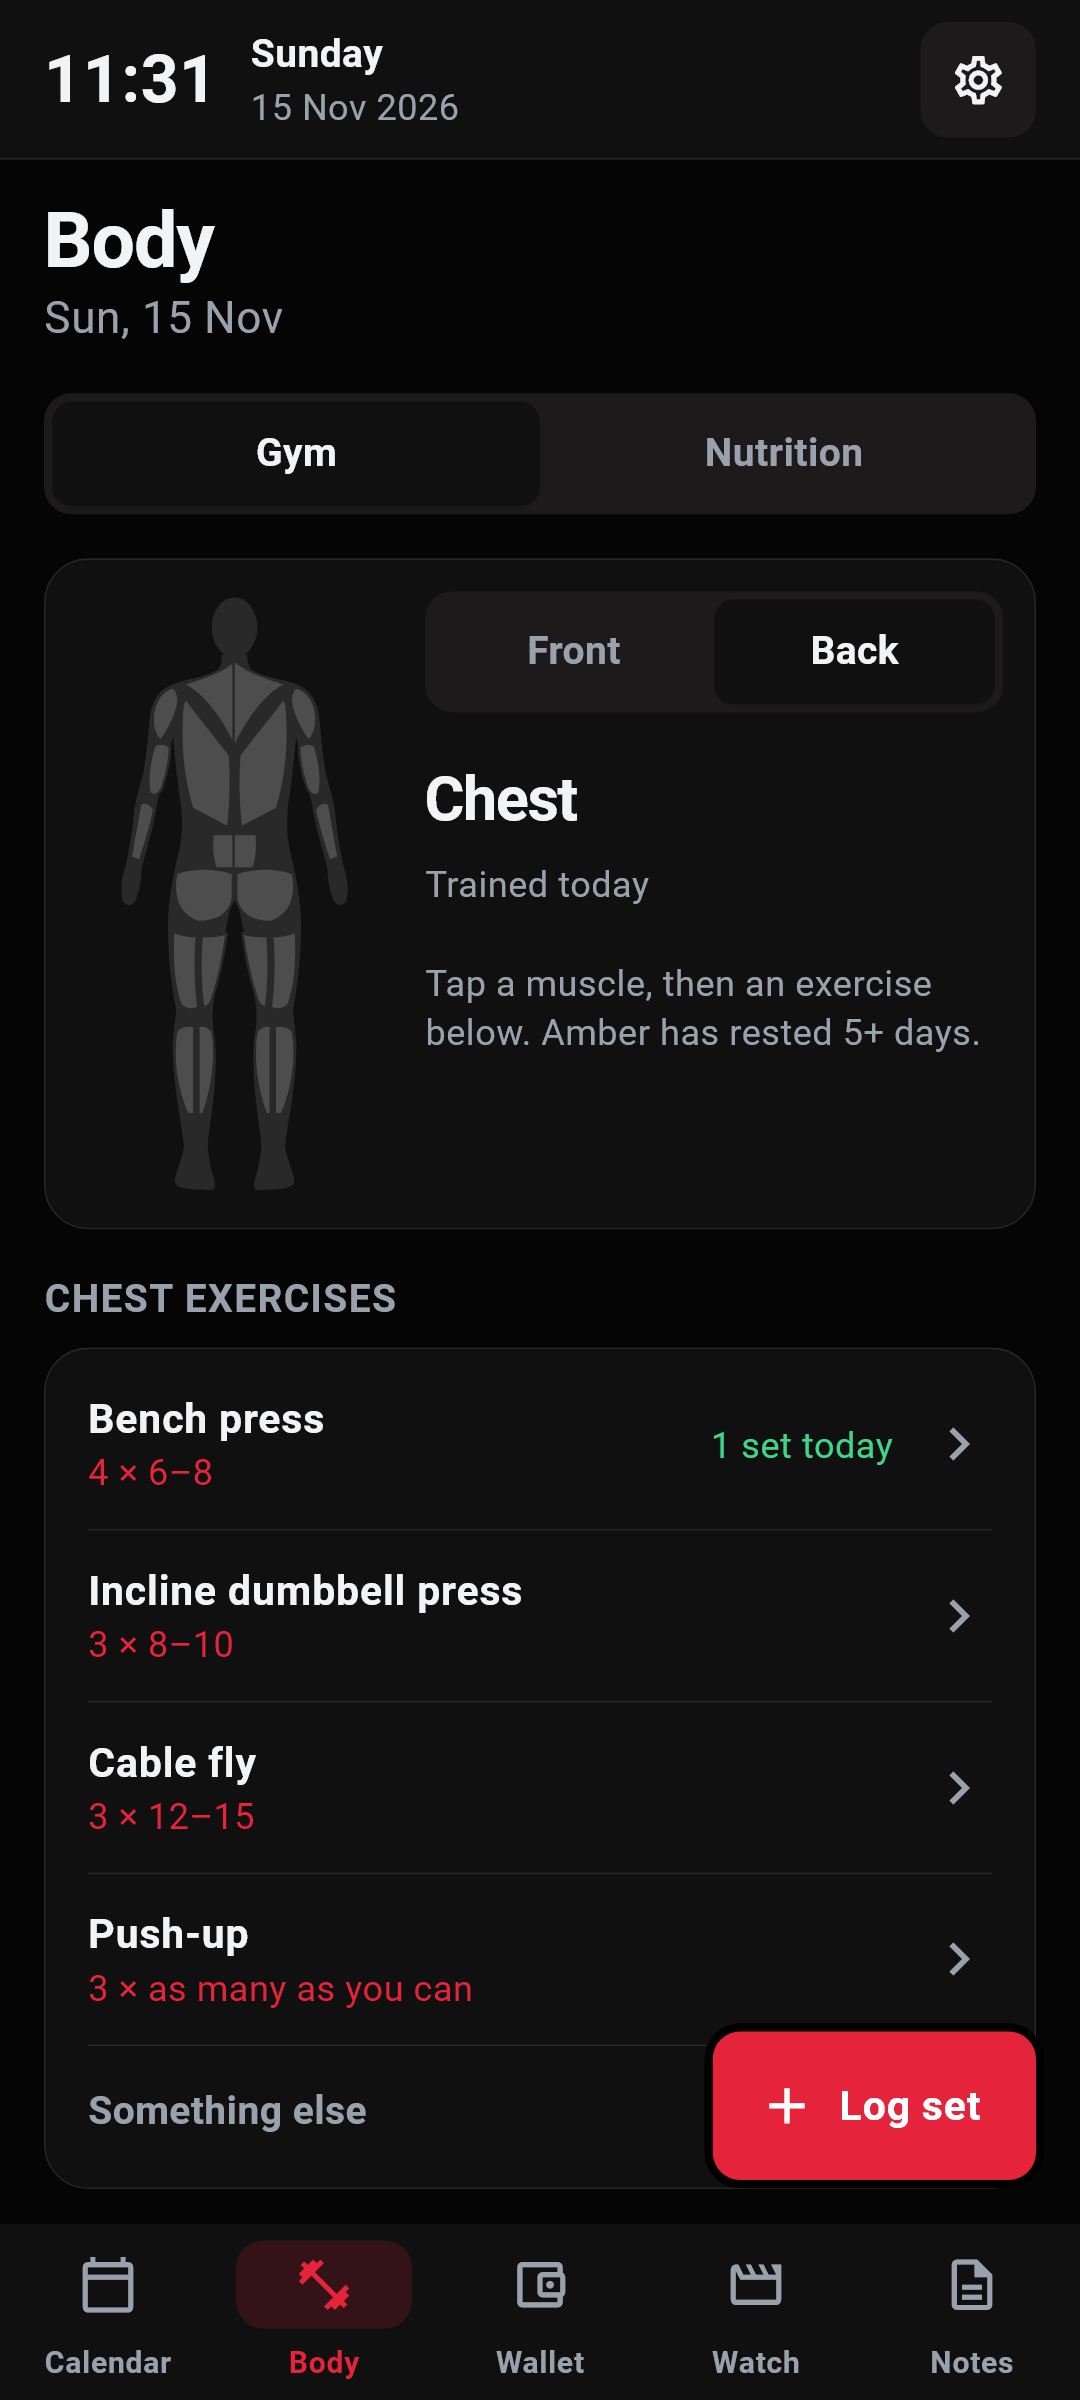 11:31
Sunday
15 Nov 2026
Body
Sun, 15 Nov
Gym
Nutrition
Front
Back
Chest
Trained today
Tap a muscle, then an exercise
below. Amber has rested 5+ days.
CHEST EXERCISES
Bench press
4 × 6–8
1 set today
Incline dumbbell press
3 × 8–10
Cable fly
3 × 12–15
Push-up
3 × as many as you can
Something else
Log set
Calendar
Body
Wallet
Watch
Notes